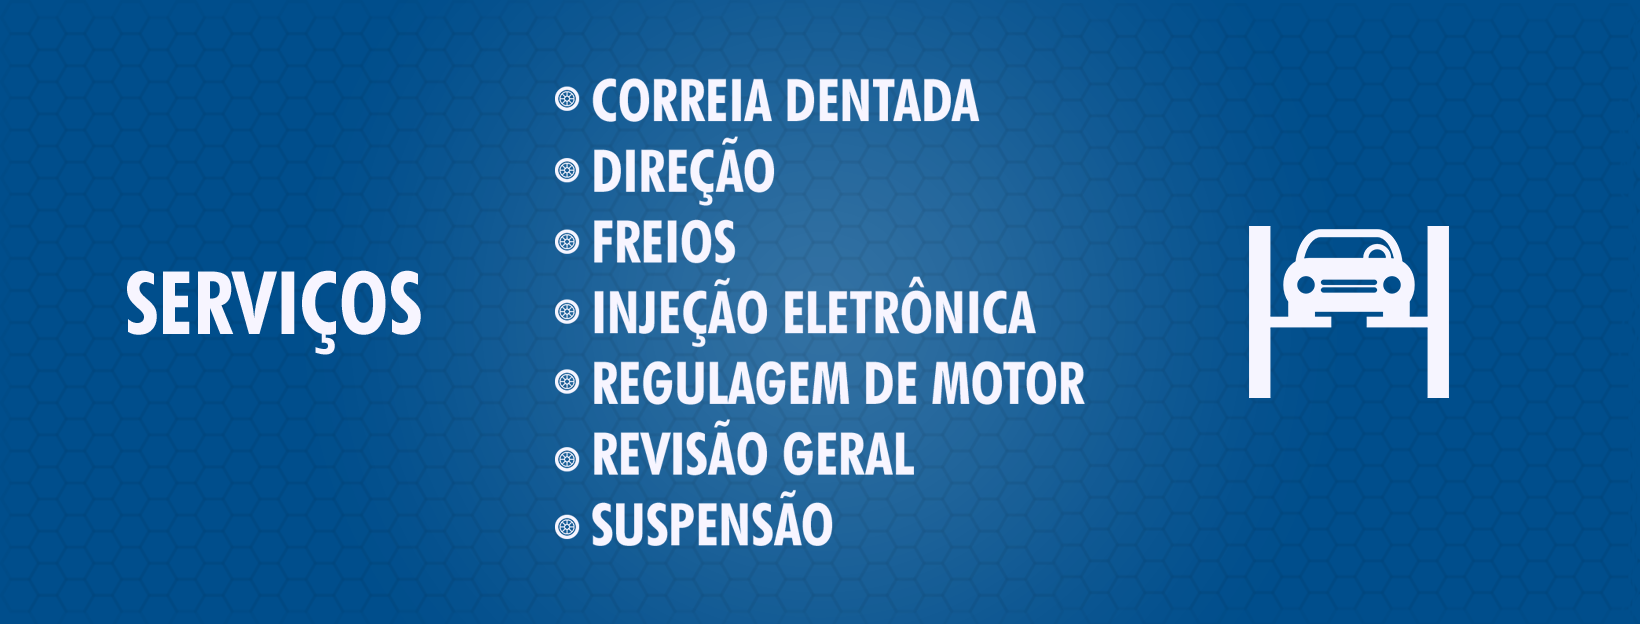 SERVIÇOS
CORREIA DENTADA
DIREÇÃO
FREIOS
INJEÇÃO ELETRÔNICA
REGULAGEM DE MOTOR
REVISÃO GERAL
SUSPENSÃO